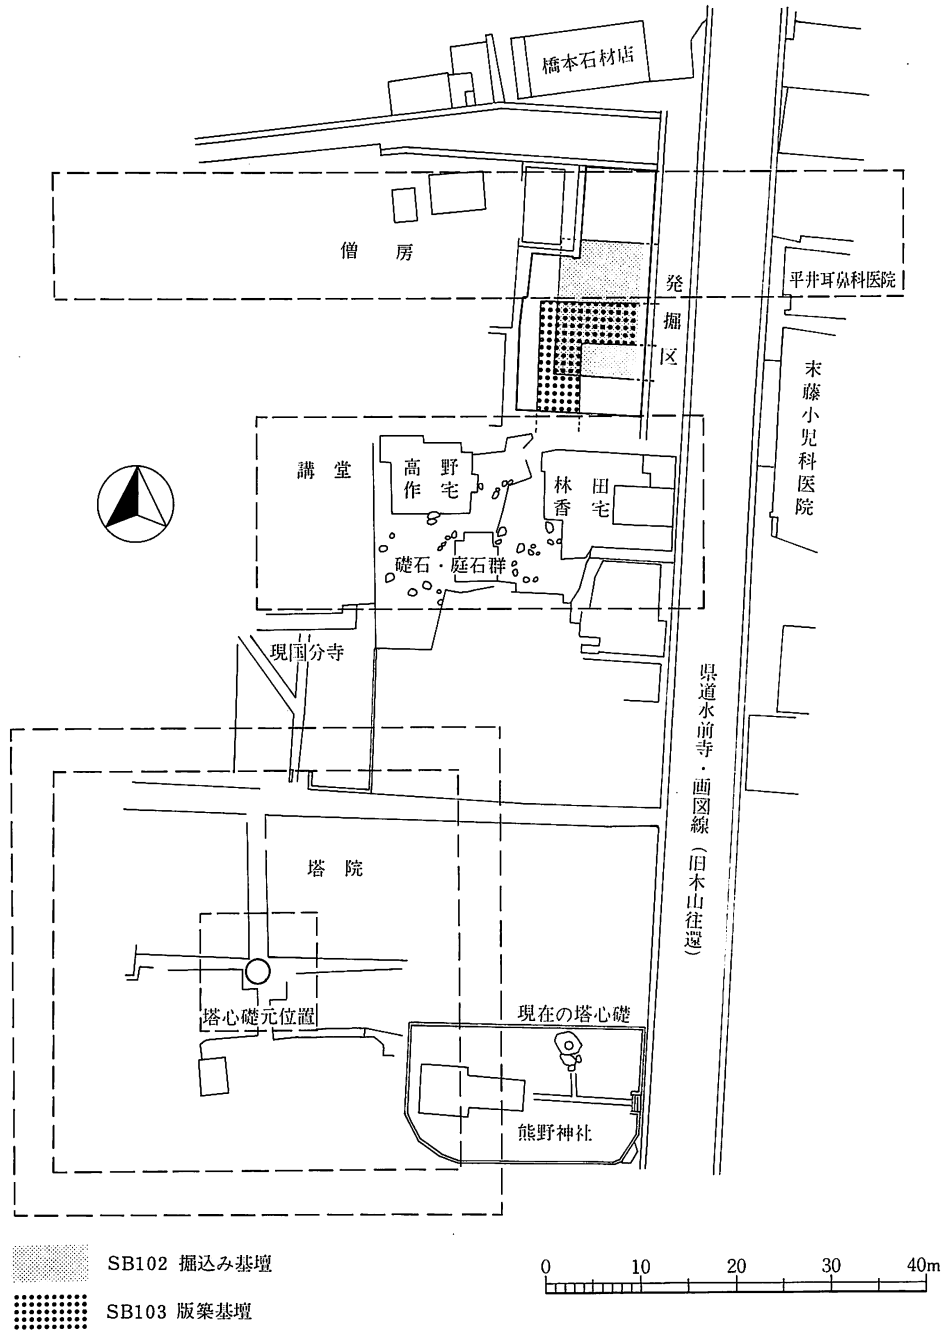 橋本石材店
僧房
発掘区
平井耳鼻科医院
末藤小児科医院
講堂
高野
作宅
林田
香宅
礎石・庭石群
現国分寺
県道水前寺・画図線（旧木山往還）
塔院
塔心礎元位置
現在の塔心礎
熊野神社
SB102 掘込み基壇
SB103 版築基壇
0 10 20 30 40m